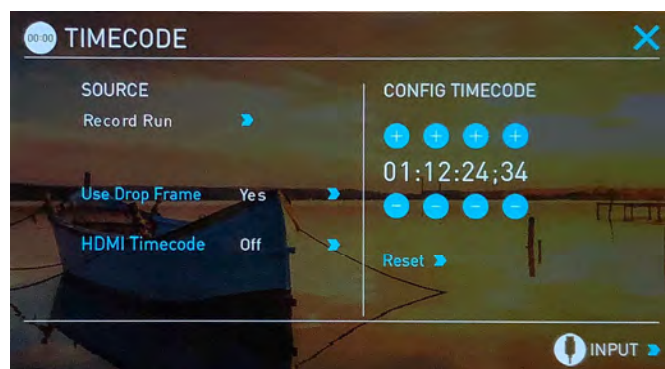 00:00 TIMECODE
SOURCE
Record Run
Use Drop Frame Yes
HDMI Timecode Off
CONFIG TIMECODE
01:12:24;34
Reset
INPUT